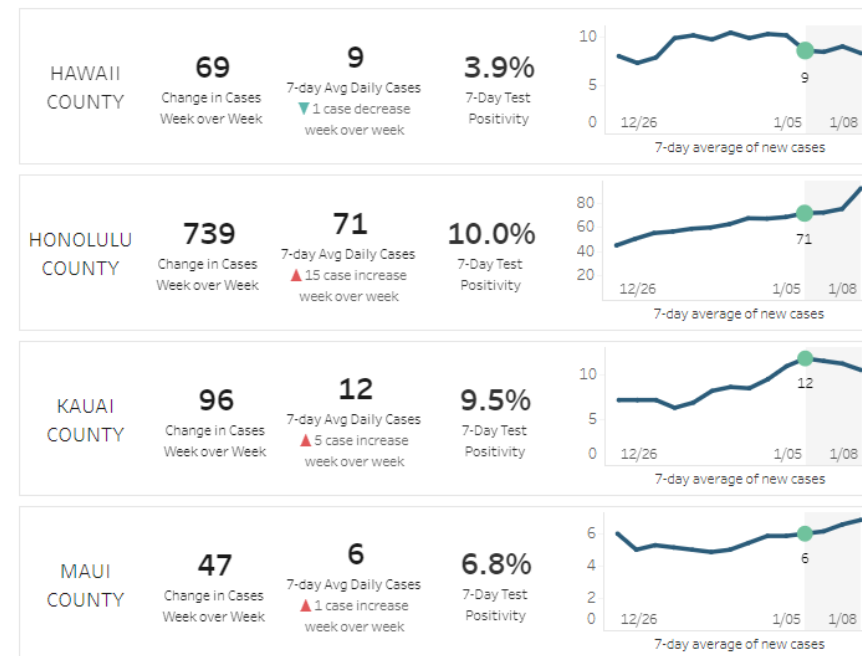 HAWAII
COUNTY
69
Change in Cases
Week over Week
9
7-day Avg Daily Cases
▼1 case decrease
week over week
3.9%
7-Day Test
Positivity
10
5
0
9
12/26
1/05
1/08
7-day average of new cases
HONOLULU
COUNTY
739
Change in Cases
Week over Week
71
7-day Avg Daily Cases
▲15 case increase
week over week
10.0%
7-Day Test
Positivity
80
60
40
20
71
12/26
1/05
1/08
7-day average of new cases
KAUAI
COUNTY
96
Change in Cases
Week over Week
12
7-day Avg Daily Cases
▲5 case increase
week over week
9.5%
7-Day Test
Positivity
10
5
0
12
12/26
1/05
1/08
7-day average of new cases
MAUI
COUNTY
47
Change in Cases
Week over Week
6
7-day Avg Daily Cases
▲1 case increase
week over week
6.8%
7-Day Test
Positivity
6
4
2
0
6
12/26
1/05
1/08
7-day average of new cases